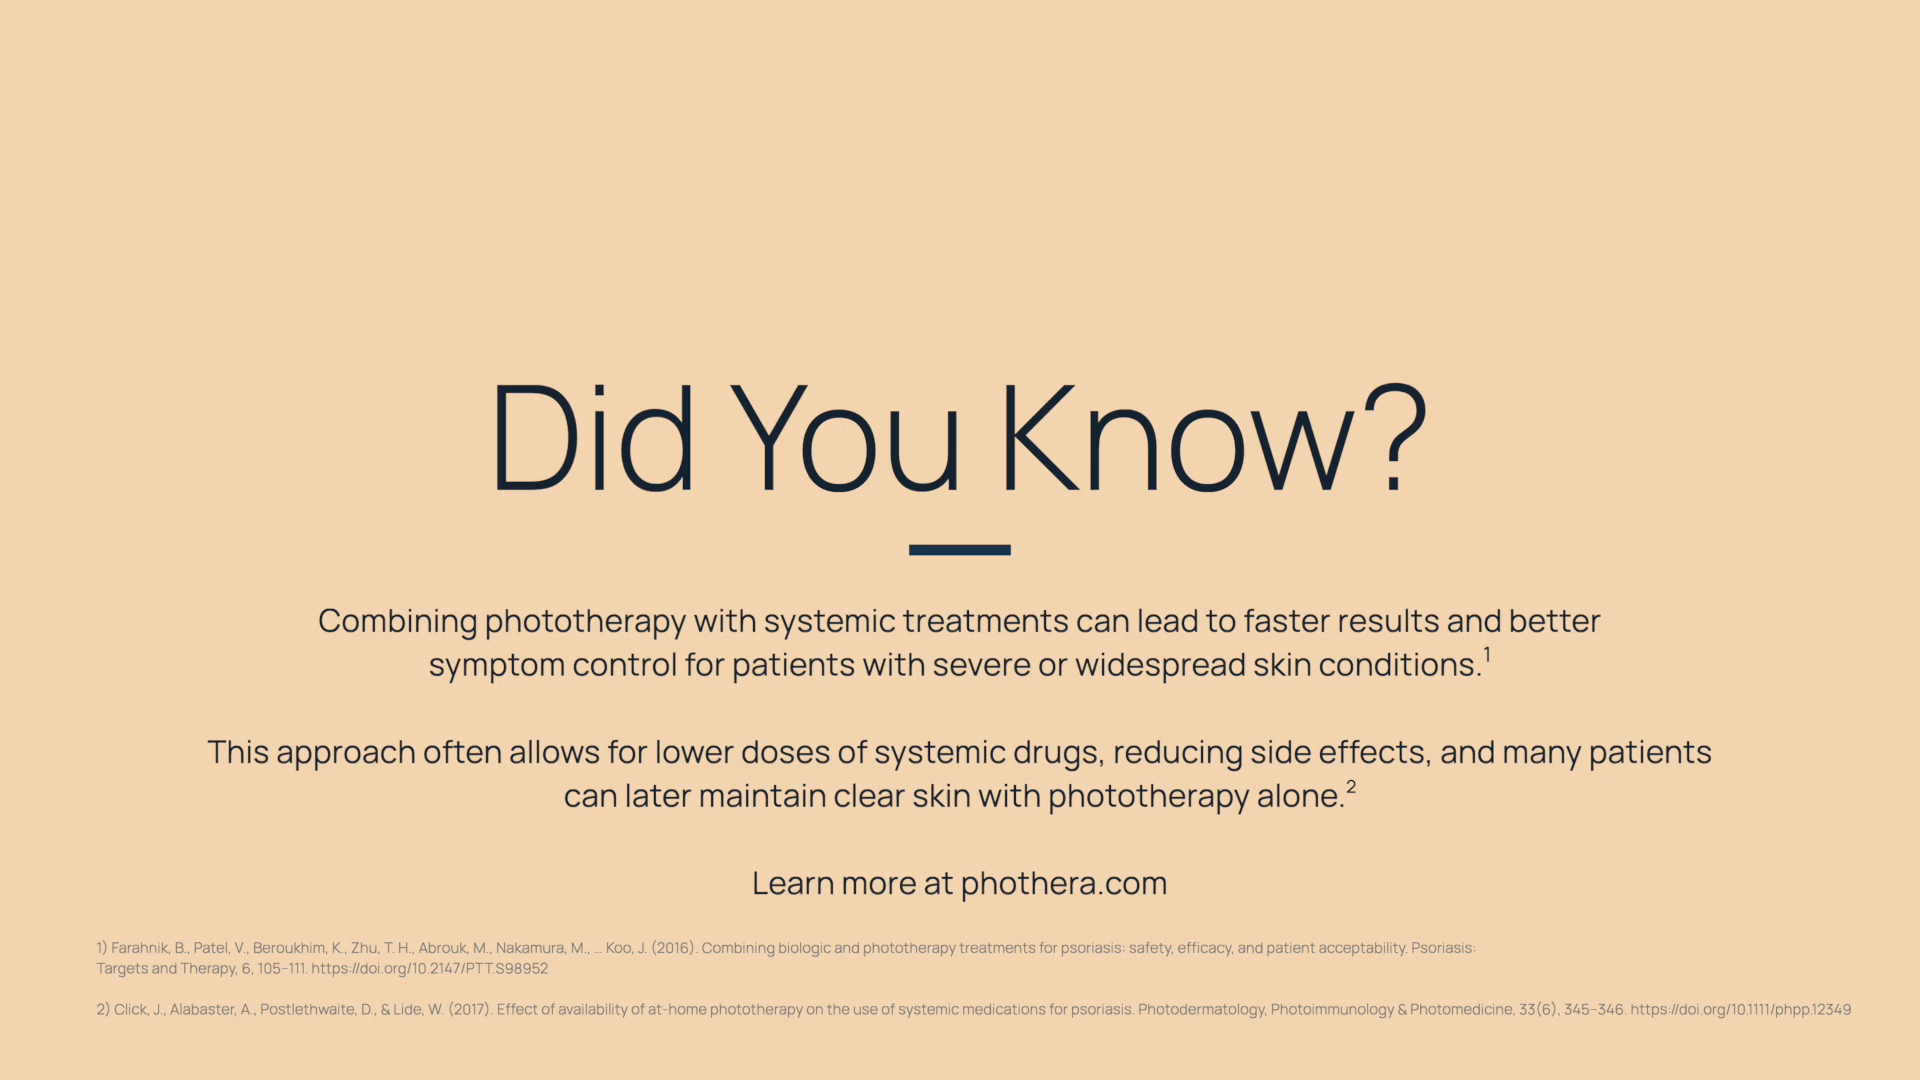 Did You Know?
Combining phototherapy with systemic treatments can lead to faster results and better
symptom control for patients with severe or widespread skin conditions.¹
This approach often allows for lower doses of systemic drugs, reducing side effects, and many patients
can later maintain clear skin with phototherapy alone.²
Learn more at phothera.com
1) Farahnik, B., Patel, V., Beroukhim, K., Zhu, T. H., Abrouk, M., Nakamura, M., ... Koo, J. (2016). Combining biologic and phototherapy treatments for psoriasis: safety, efficacy, and patient acceptability. Psoriasis:
Targets and Therapy, 6, 105–111. https://doi.org/10.2147/PTT.S98952
2) Click, J., Alabaster, A., Postlethwaite, D., & Lide, W. (2017). Effect of availability of at-home phototherapy on the use of systemic medications for psoriasis. Photodermatology, Photoimmunology & Photomedicine, 33(6), 345–346. https://doi.org/10.1111/phpp.12349